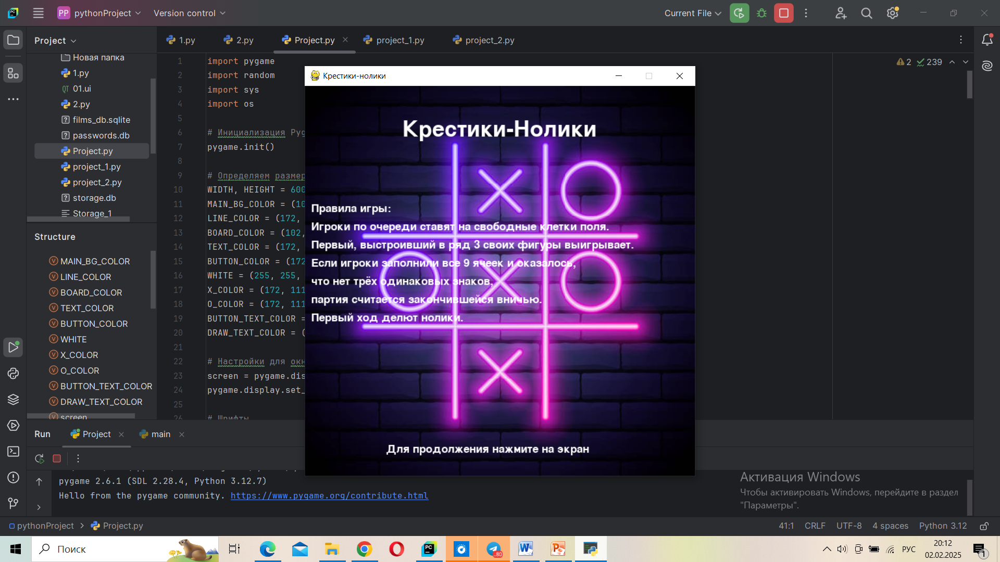 PP pythonProject Version control Current File
Project 1.py 2.py Project.py project_1.py project_2.py
Новая папка
1.py
QT 01.ui
2.py
films_db.sqlite
passwords.db
Project.py
project_1.py
project_2.py
storage.db
Storage_1
Structure
MAIN_BG_COLOR
LINE_COLOR
BOARD_COLOR
TEXT_COLOR
BUTTON_COLOR
WHITE
X_COLOR
O_COLOR
BUTTON_TEXT_COLOR
DRAW_TEXT_COLOR
screen
1 import pygame
2 import random
3 import sys
4 import os
5
6 # Инициализация Pyg
7 pygame.init()
8
9 # Определяем размер
10 WIDTH, HEIGHT = 600
11 MAIN_BG_COLOR = (10
12 LINE_COLOR = (172,
13 BOARD_COLOR = (102,
14 TEXT_COLOR = (172,
15 BUTTON_COLOR = (172
16 WHITE = (255, 255,
17 X_COLOR = (172, 111
18 O_COLOR = (172, 111
19 BUTTON_TEXT_COLOR =
20 DRAW_TEXT_COLOR = (
21
22 # Настройки для окн
23 screen = pygame.dis
24 pygame.display.set_
25
26 # Шрифты
2 239
Крестики-нолики
Крестики-Нолики
Правила игры:
Игроки по очереди ставят на свободные клетки поля.
Первый, выстроивший в ряд 3 своих фигуры выигрывает.
Если игроки заполнили все 9 ячеек и оказалось,
что нет трёх одинаковых знаков,
партия считается закончившейся вничью.
Первый ход делют нолики.
Для продолжения нажмите на экран
Run Project main
pygame 2.6.1 (SDL 2.28.4, Python 3.12.7)
Hello from the pygame community. https://www.pygame.org/contribute.html
Активация Windows
Чтобы активировать Windows, перейдите в раздел
"Параметры".
pythonProject > Project.py 41:1 CRLF UTF-8 4 spaces Python 3.12
Поиск
PC
..80
РУС
20:12
02.02.2025
1